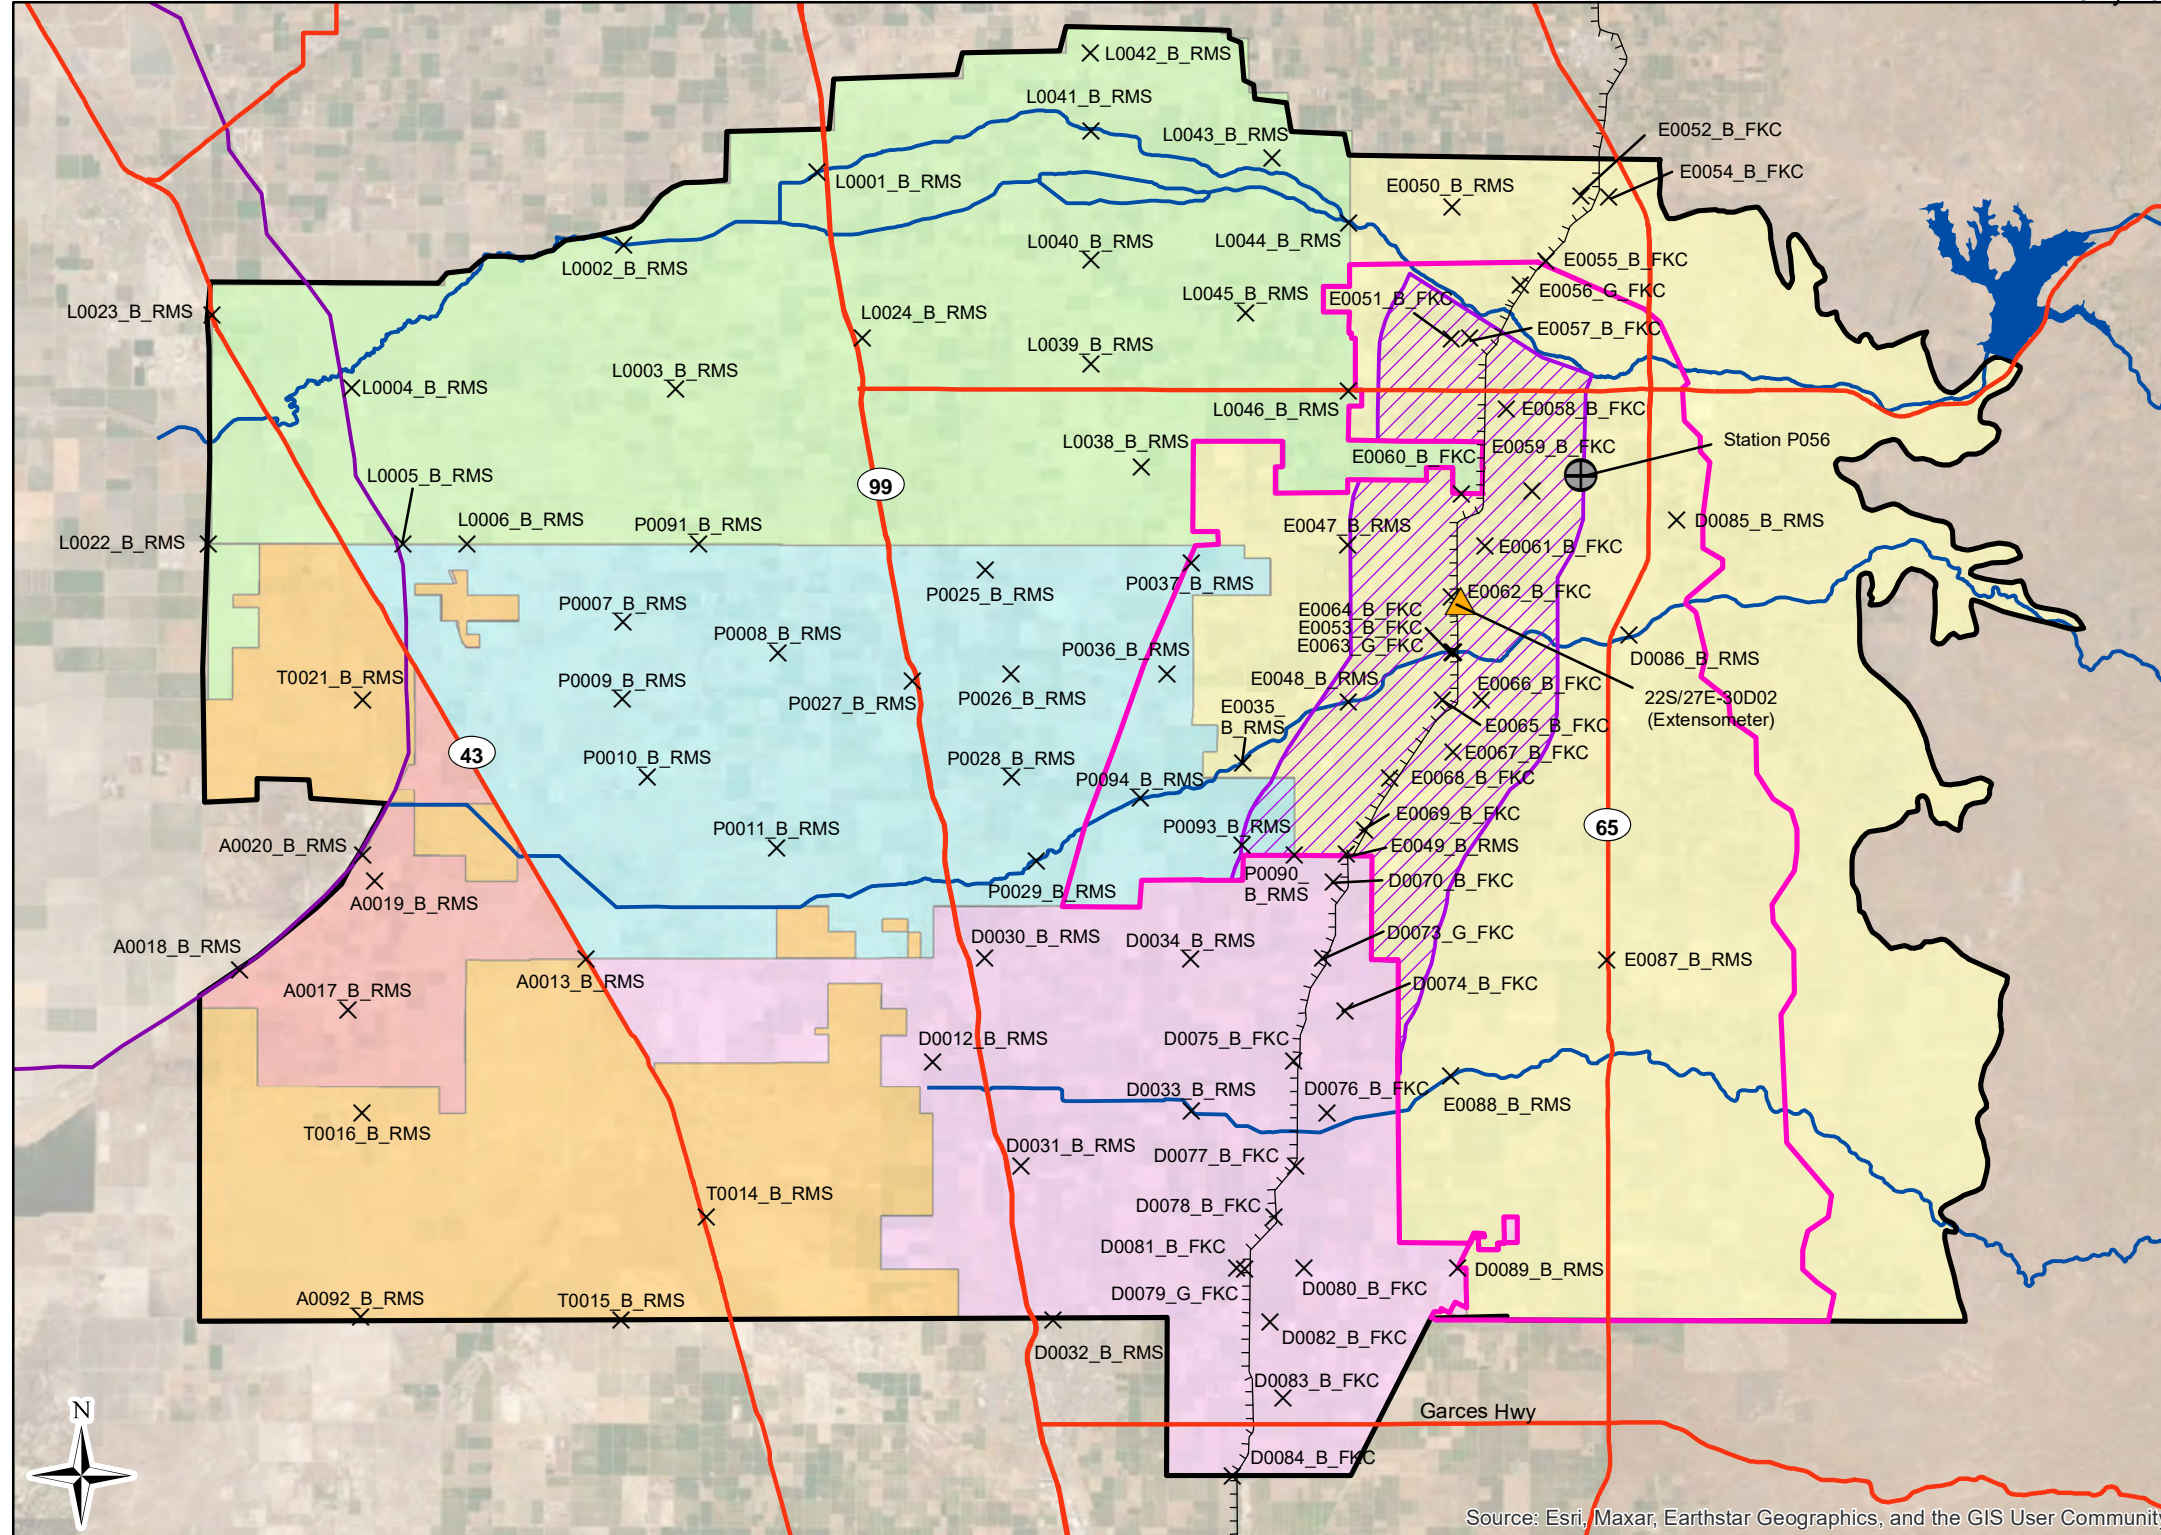 L0042_B_RMS
L0041_B_RMS
L0043_B_RMS
E0052_B_FKC
E0054_B_FKC
L0001_B_RMS
E0050_B_RMS
L0040_B_RMS
L0044_B_RMS
L0002_B_RMS
E0055_B_FKC
E0056_G_FKC
L0045_B_RMS
E0051_B_FKC
L0023_B_RMS
L0024_B_RMS
E0057_B_FKC
L0039_B_RMS
L0003_B_RMS
L0004_B_RMS
L0046_B_RMS
E0058_B_FKC
L0038_B_RMS
Station P056
E0059_B_FKC
E0060_B_FKC
L0005_B_RMS
99
L0006_B_RMS
P0091_B_RMS
E0047_B_RMS
D0085_B_RMS
L0022_B_RMS
E0061_B_FKC
P0037_B_RMS
P0025_B_RMS
E0062_B_FKC
P0007_B_RMS
E0064_B_FKC
P0008_B_RMS
E0053_B_FKC
E0063_G_FKC
P0036_B_RMS
D0086_B_RMS
T0021_B_RMS
P0009_B_RMS
E0048_B_RMS
E0066_B_FKC
P0027_B_RMS
P0026_B_RMS
22S/27E-30D02
(Extensometer)
E0035_
B_RMS
E0065_B_FKC
43
P0010_B_RMS
P0028_B_RMS
E0067_B_FKC
P0094_B_RMS
E0068_B_FKC
E0069_B_FKC
P0011_B_RMS
P0093_B_RMS
65
A0020_B_RMS
E0049_B_RMS
P0029_B_RMS
P0090_
B_RMS
D0070_B_FKC
A0019_B_RMS
A0018_B_RMS
D0030_B_RMS
D0034_B_RMS
D0073_G_FKC
E0087_B_RMS
A0013_B_RMS
A0017_B_RMS
D0074_B_FKC
D0012_B_RMS
D0075_B_FKC
D0033_B_RMS
D0076_B_FKC
E0088_B_RMS
T0016_B_RMS
D0031_B_RMS
D0077_B_FKC
T0014_B_RMS
D0078_B_FKC
D0081_B_FKC
D0089_B_RMS
D0079_G_FKC
D0080_B_FKC
A0092_B_RMS
T0015_B_RMS
D0082_B_FKC
D0032_B_RMS
D0083_B_FKC
Garces Hwy
N
D0084_B_FKC
Source: Esri, Maxar, Earthstar Geographics, and the GIS User Community